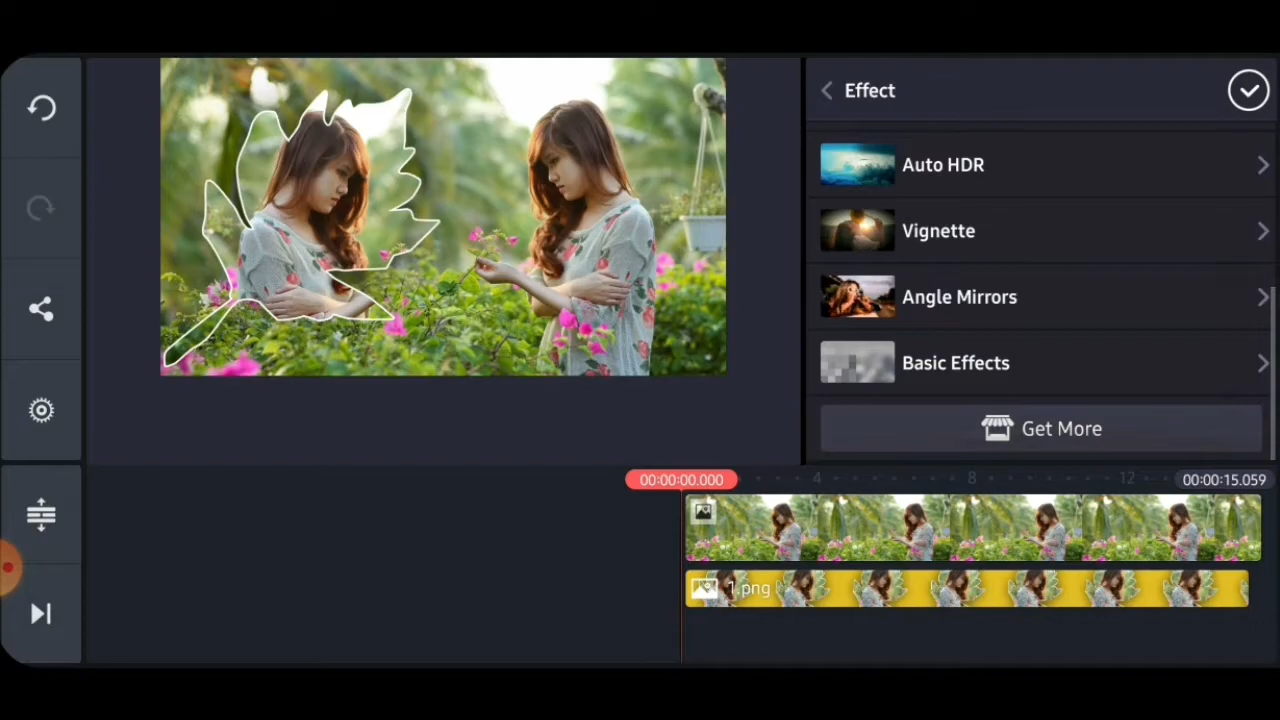 Effect
Auto HDR
Vignette
Angle Mirrors
Basic Effects
Get More
00:00:00.000
4
8
12
00:00:15.059
1.png